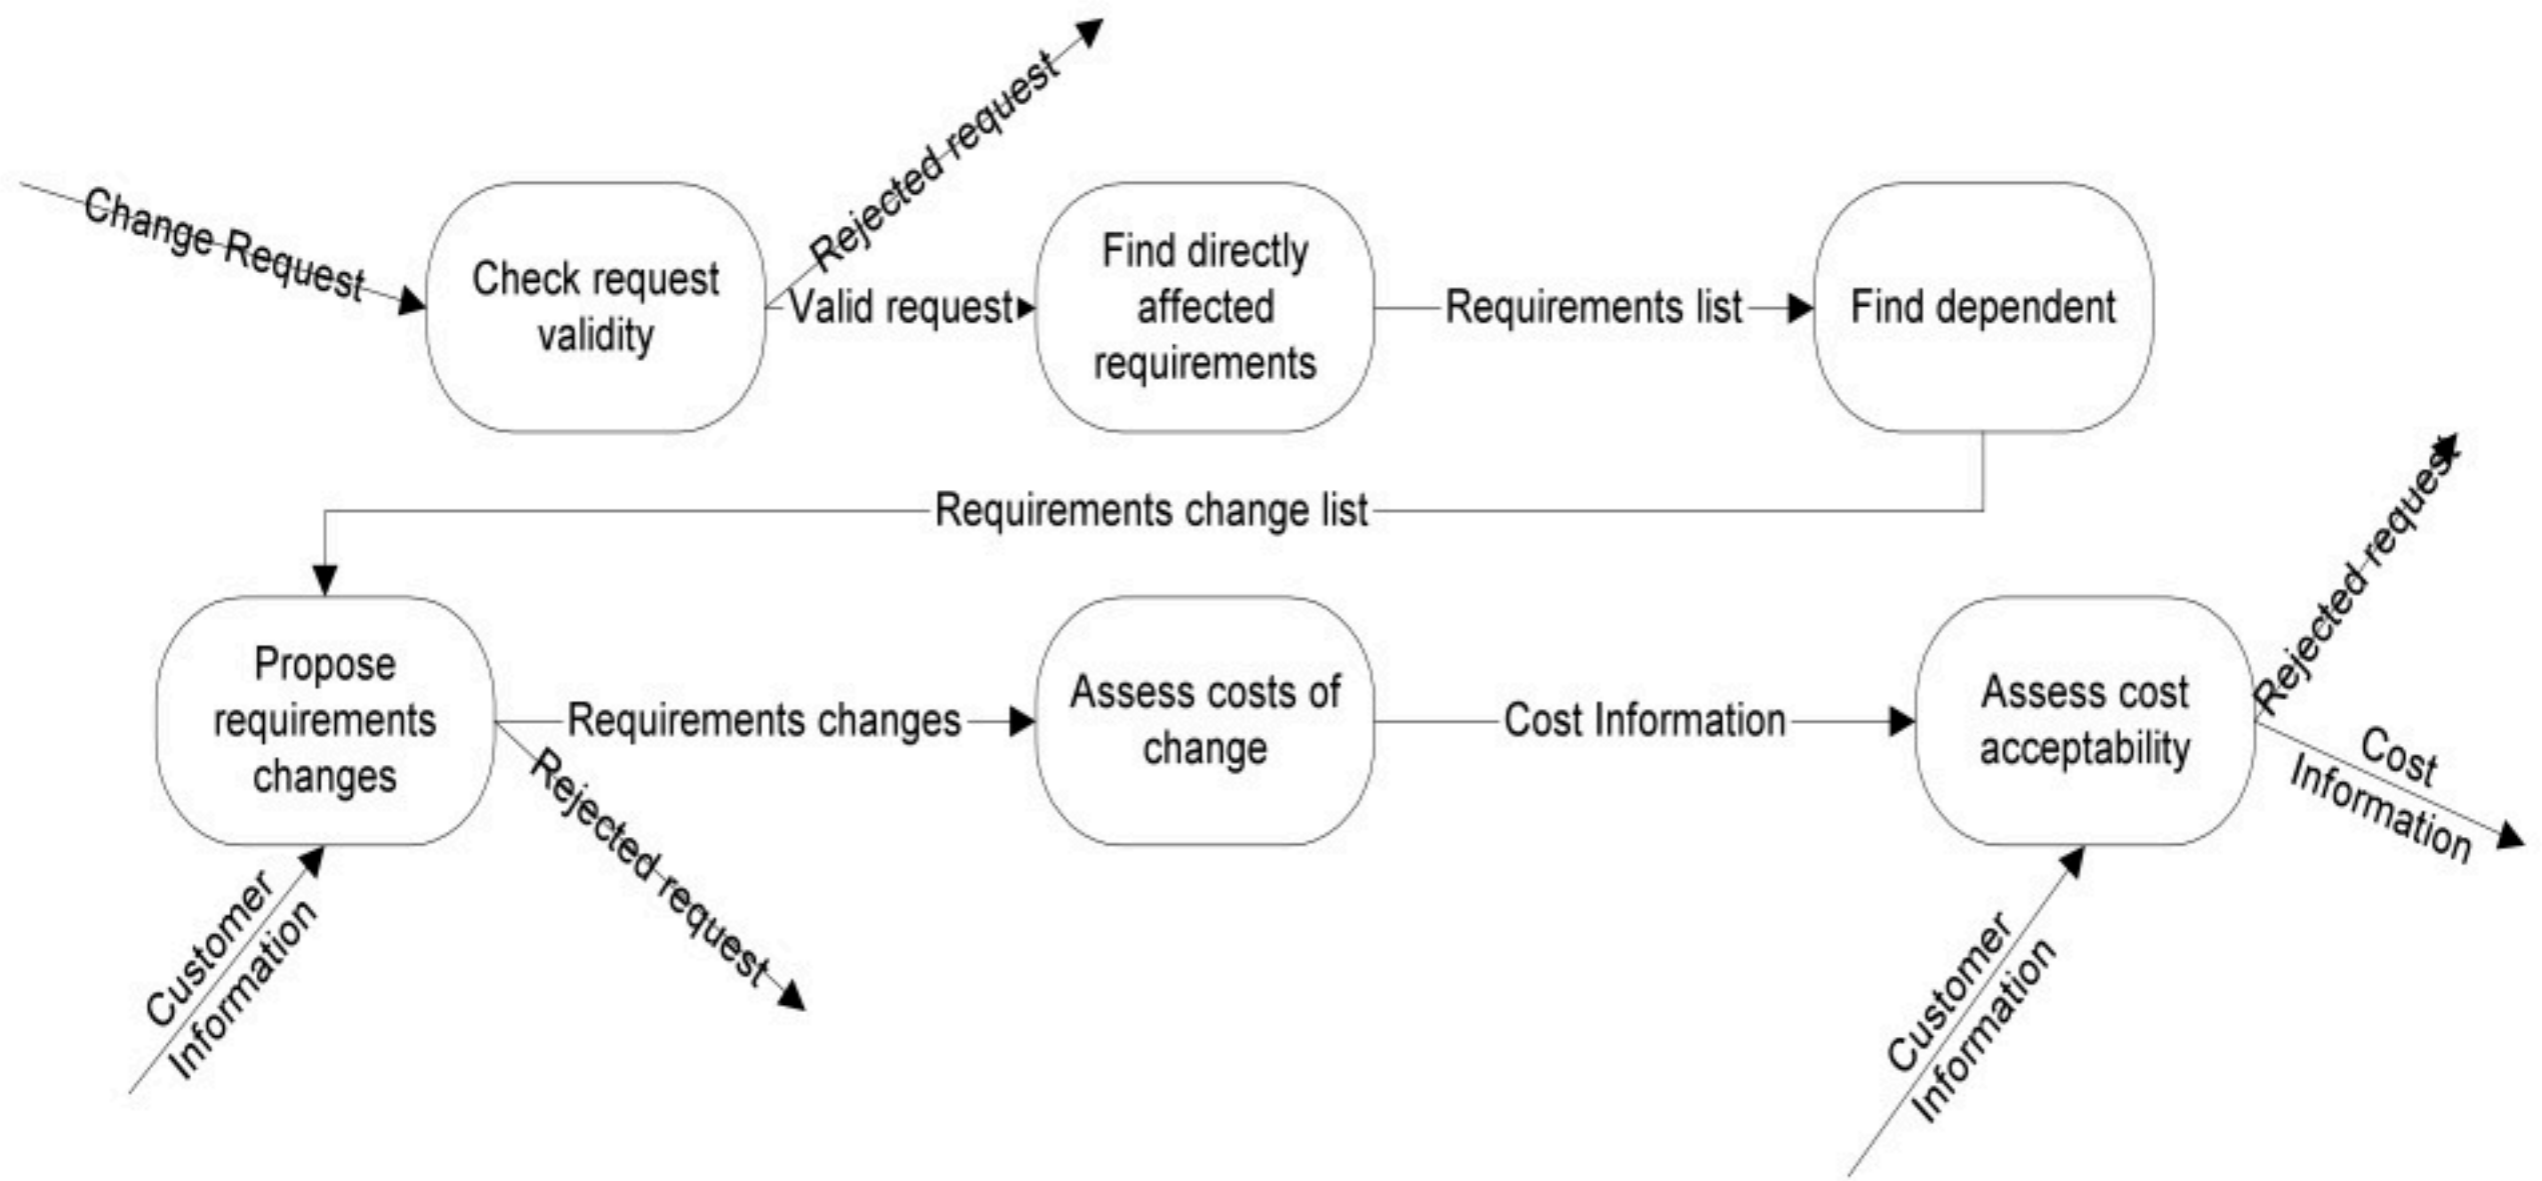 Change Request
Check request
validity
Rejected request
Valid request
Find directly
affected
requirements
Requirements list
Find dependent
Requirements change list
Propose
requirements
changes
Customer
Information
Requirements changes
Rejected request
Assess costs of
change
Cost Information
Assess cost
acceptability
Customer
Information
Rejected request
Cost
Information